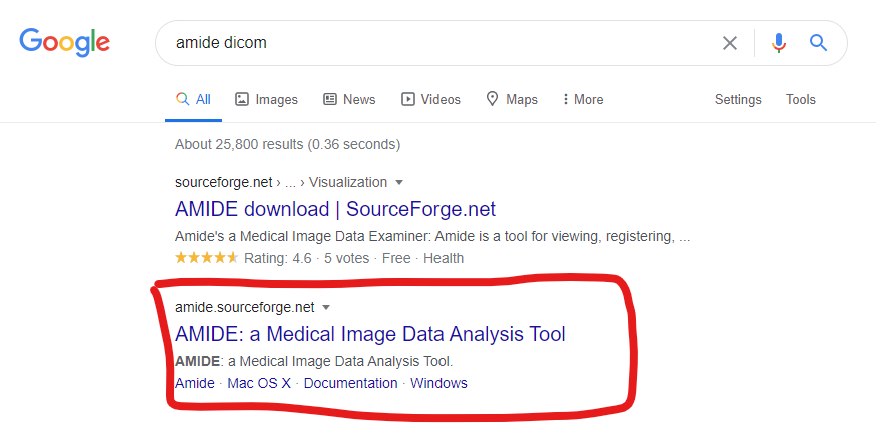 Google
amide dicom
All Images News Videos Maps More Settings Tools
About 25,800 results (0.36 seconds)
sourceforge.net › ... › Visualization
AMIDE download | SourceForge.net
Amide's a Medical Image Data Examiner: Amide is a tool for viewing, registering, ...
Rating: 4.6 · 5 votes · Free · Health
amide.sourceforge.net
AMIDE: a Medical Image Data Analysis Tool
AMIDE: a Medical Image Data Analysis Tool.
Amide · Mac OS X · Documentation · Windows